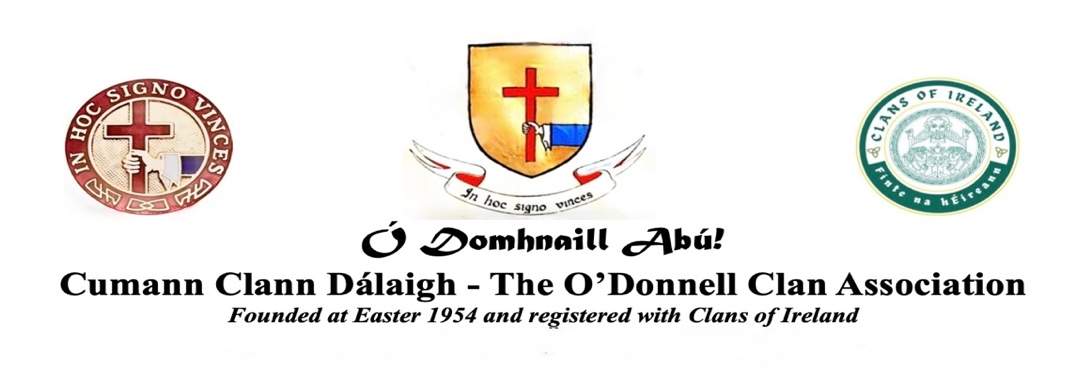 IN HOC SIGNO VINCES
In hoc signo vinces
CLANS OF IRELAND
Finte na hÉireann
Ó Domhnaill Abú!
Cumann Clann Dálaigh - The O’Donnell Clan Association
Founded at Easter 1954 and registered with Clans of Ireland